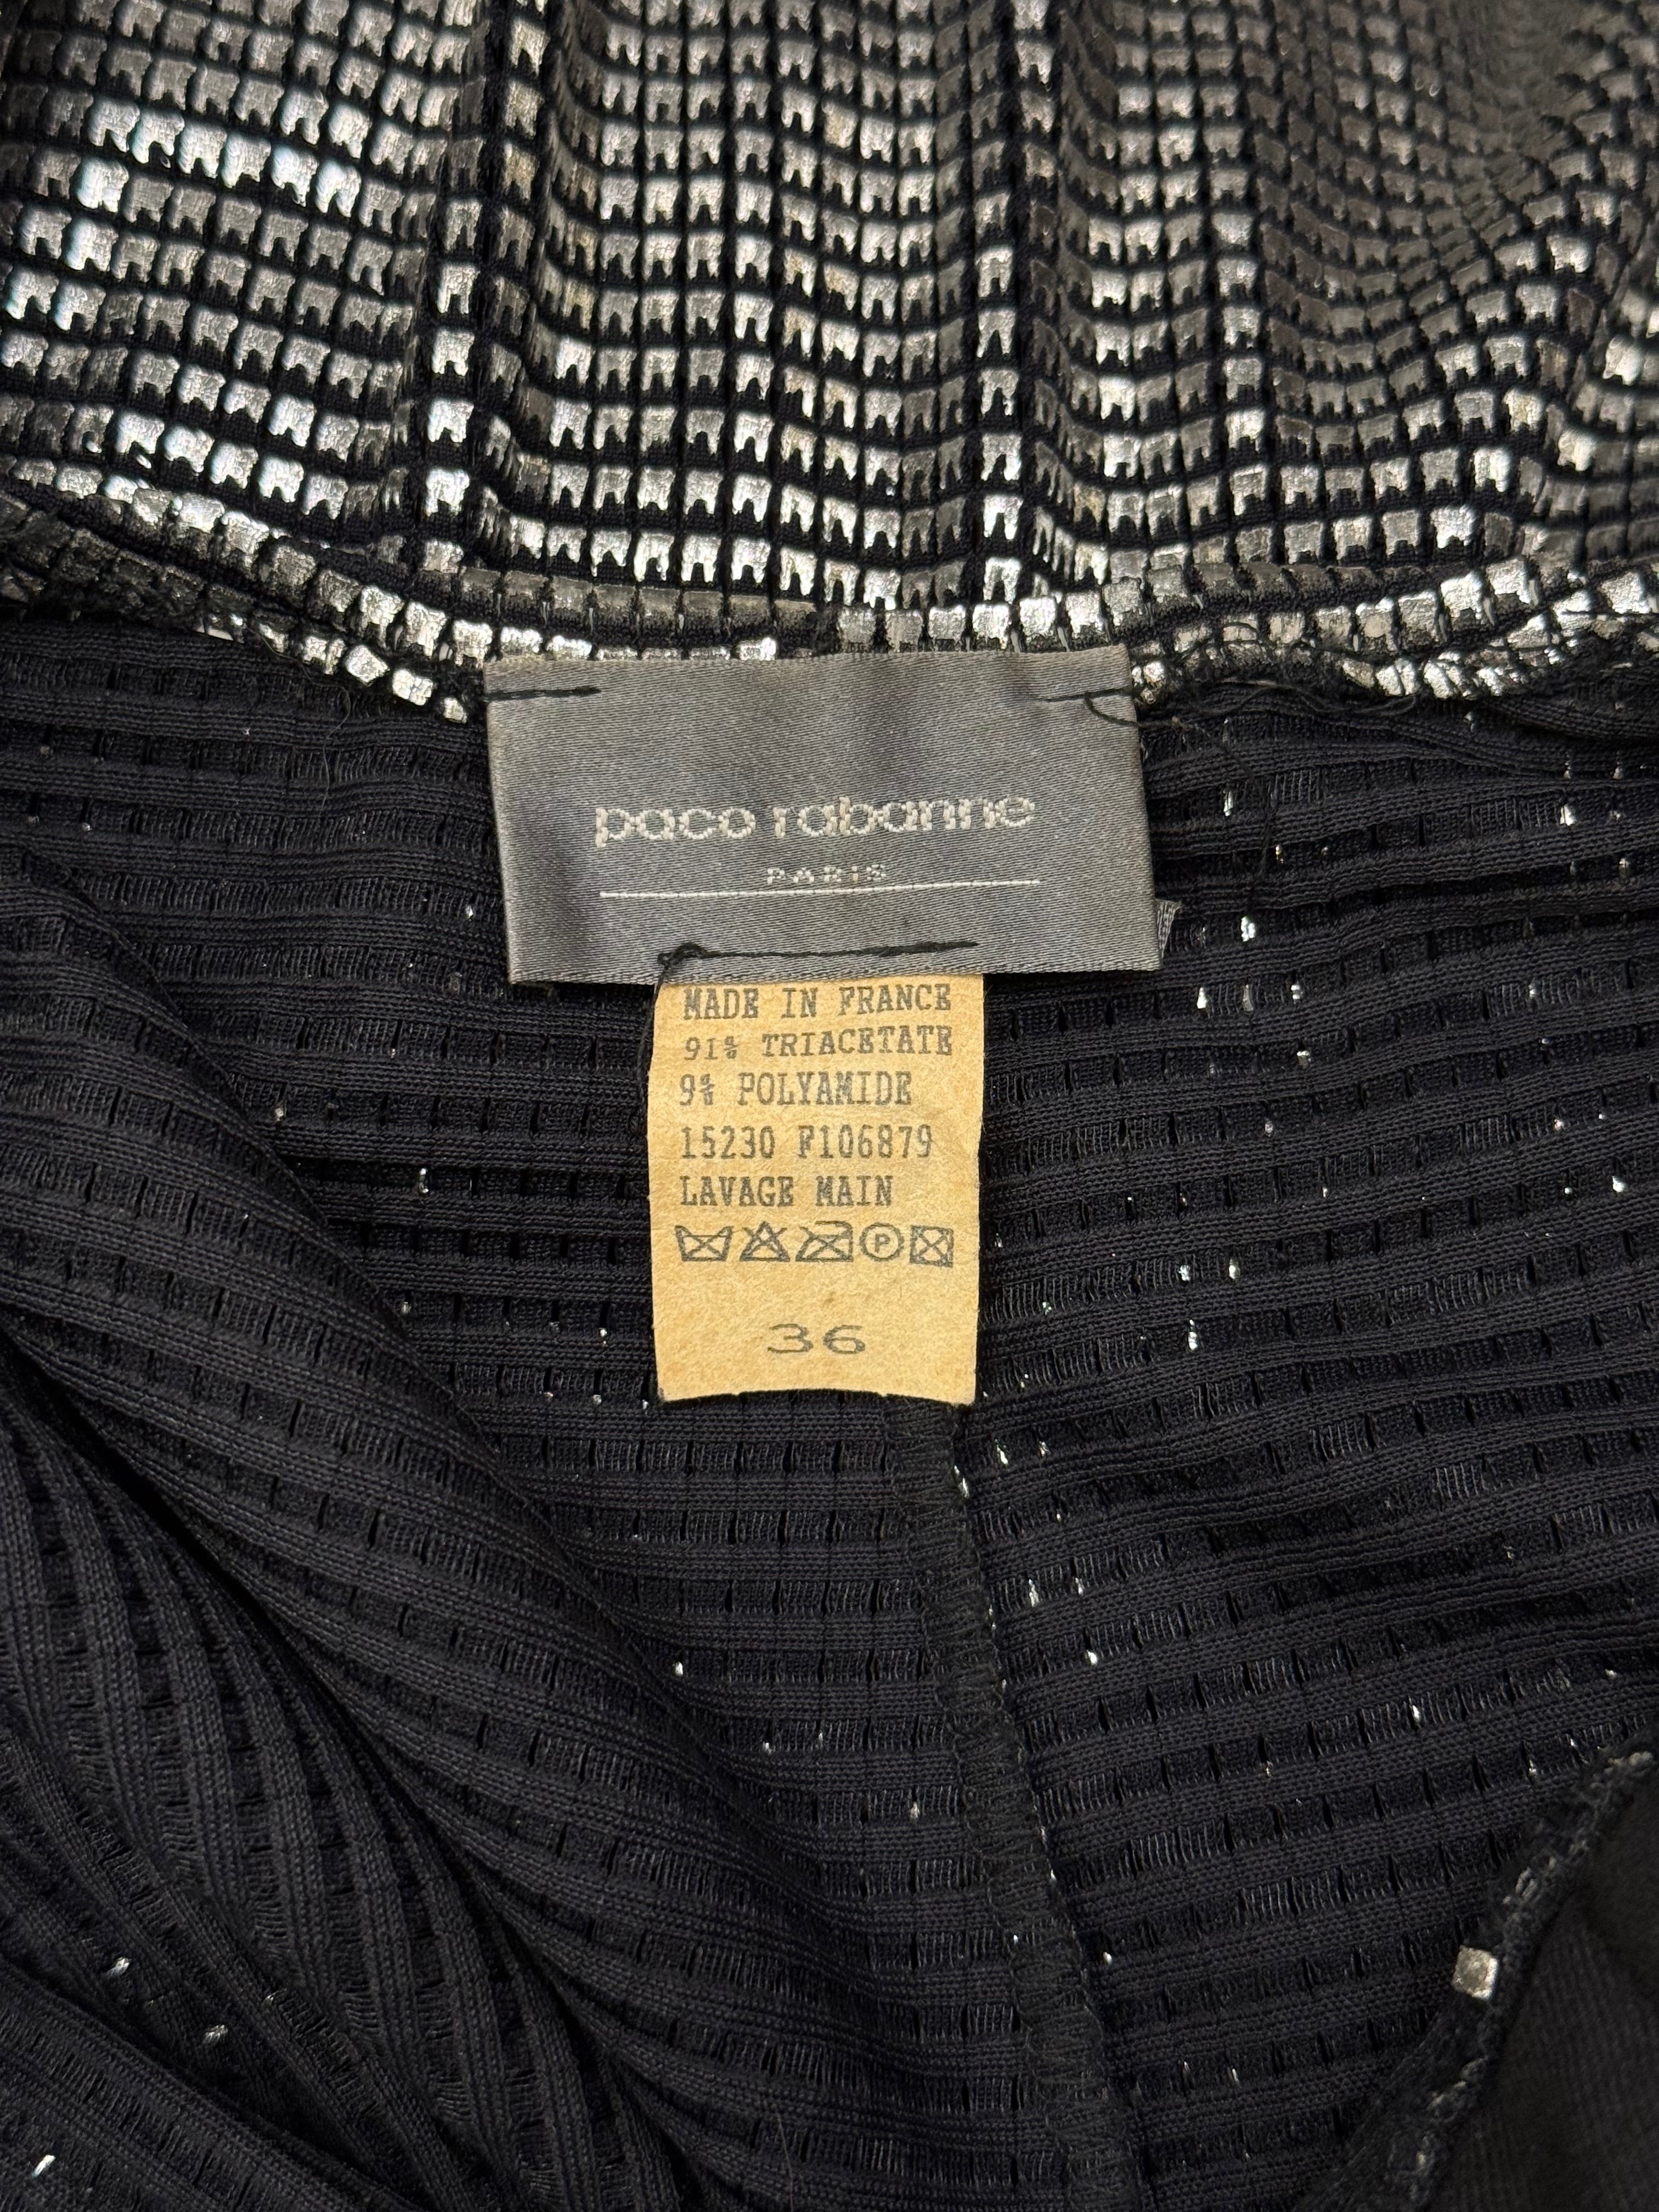 paco rabanne
PARIS
MADE IN FRANCE
91% TRIACETATE
9% POLYAMIDE
15230 F106879
LAVAGE MAIN
P
36